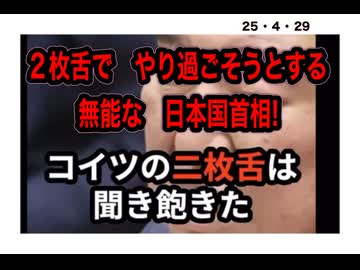 25・4・29
２枚舌で　やり過ごそうとする
無能な　日本国首相!
コイツの二枚舌は
聞き飽きた